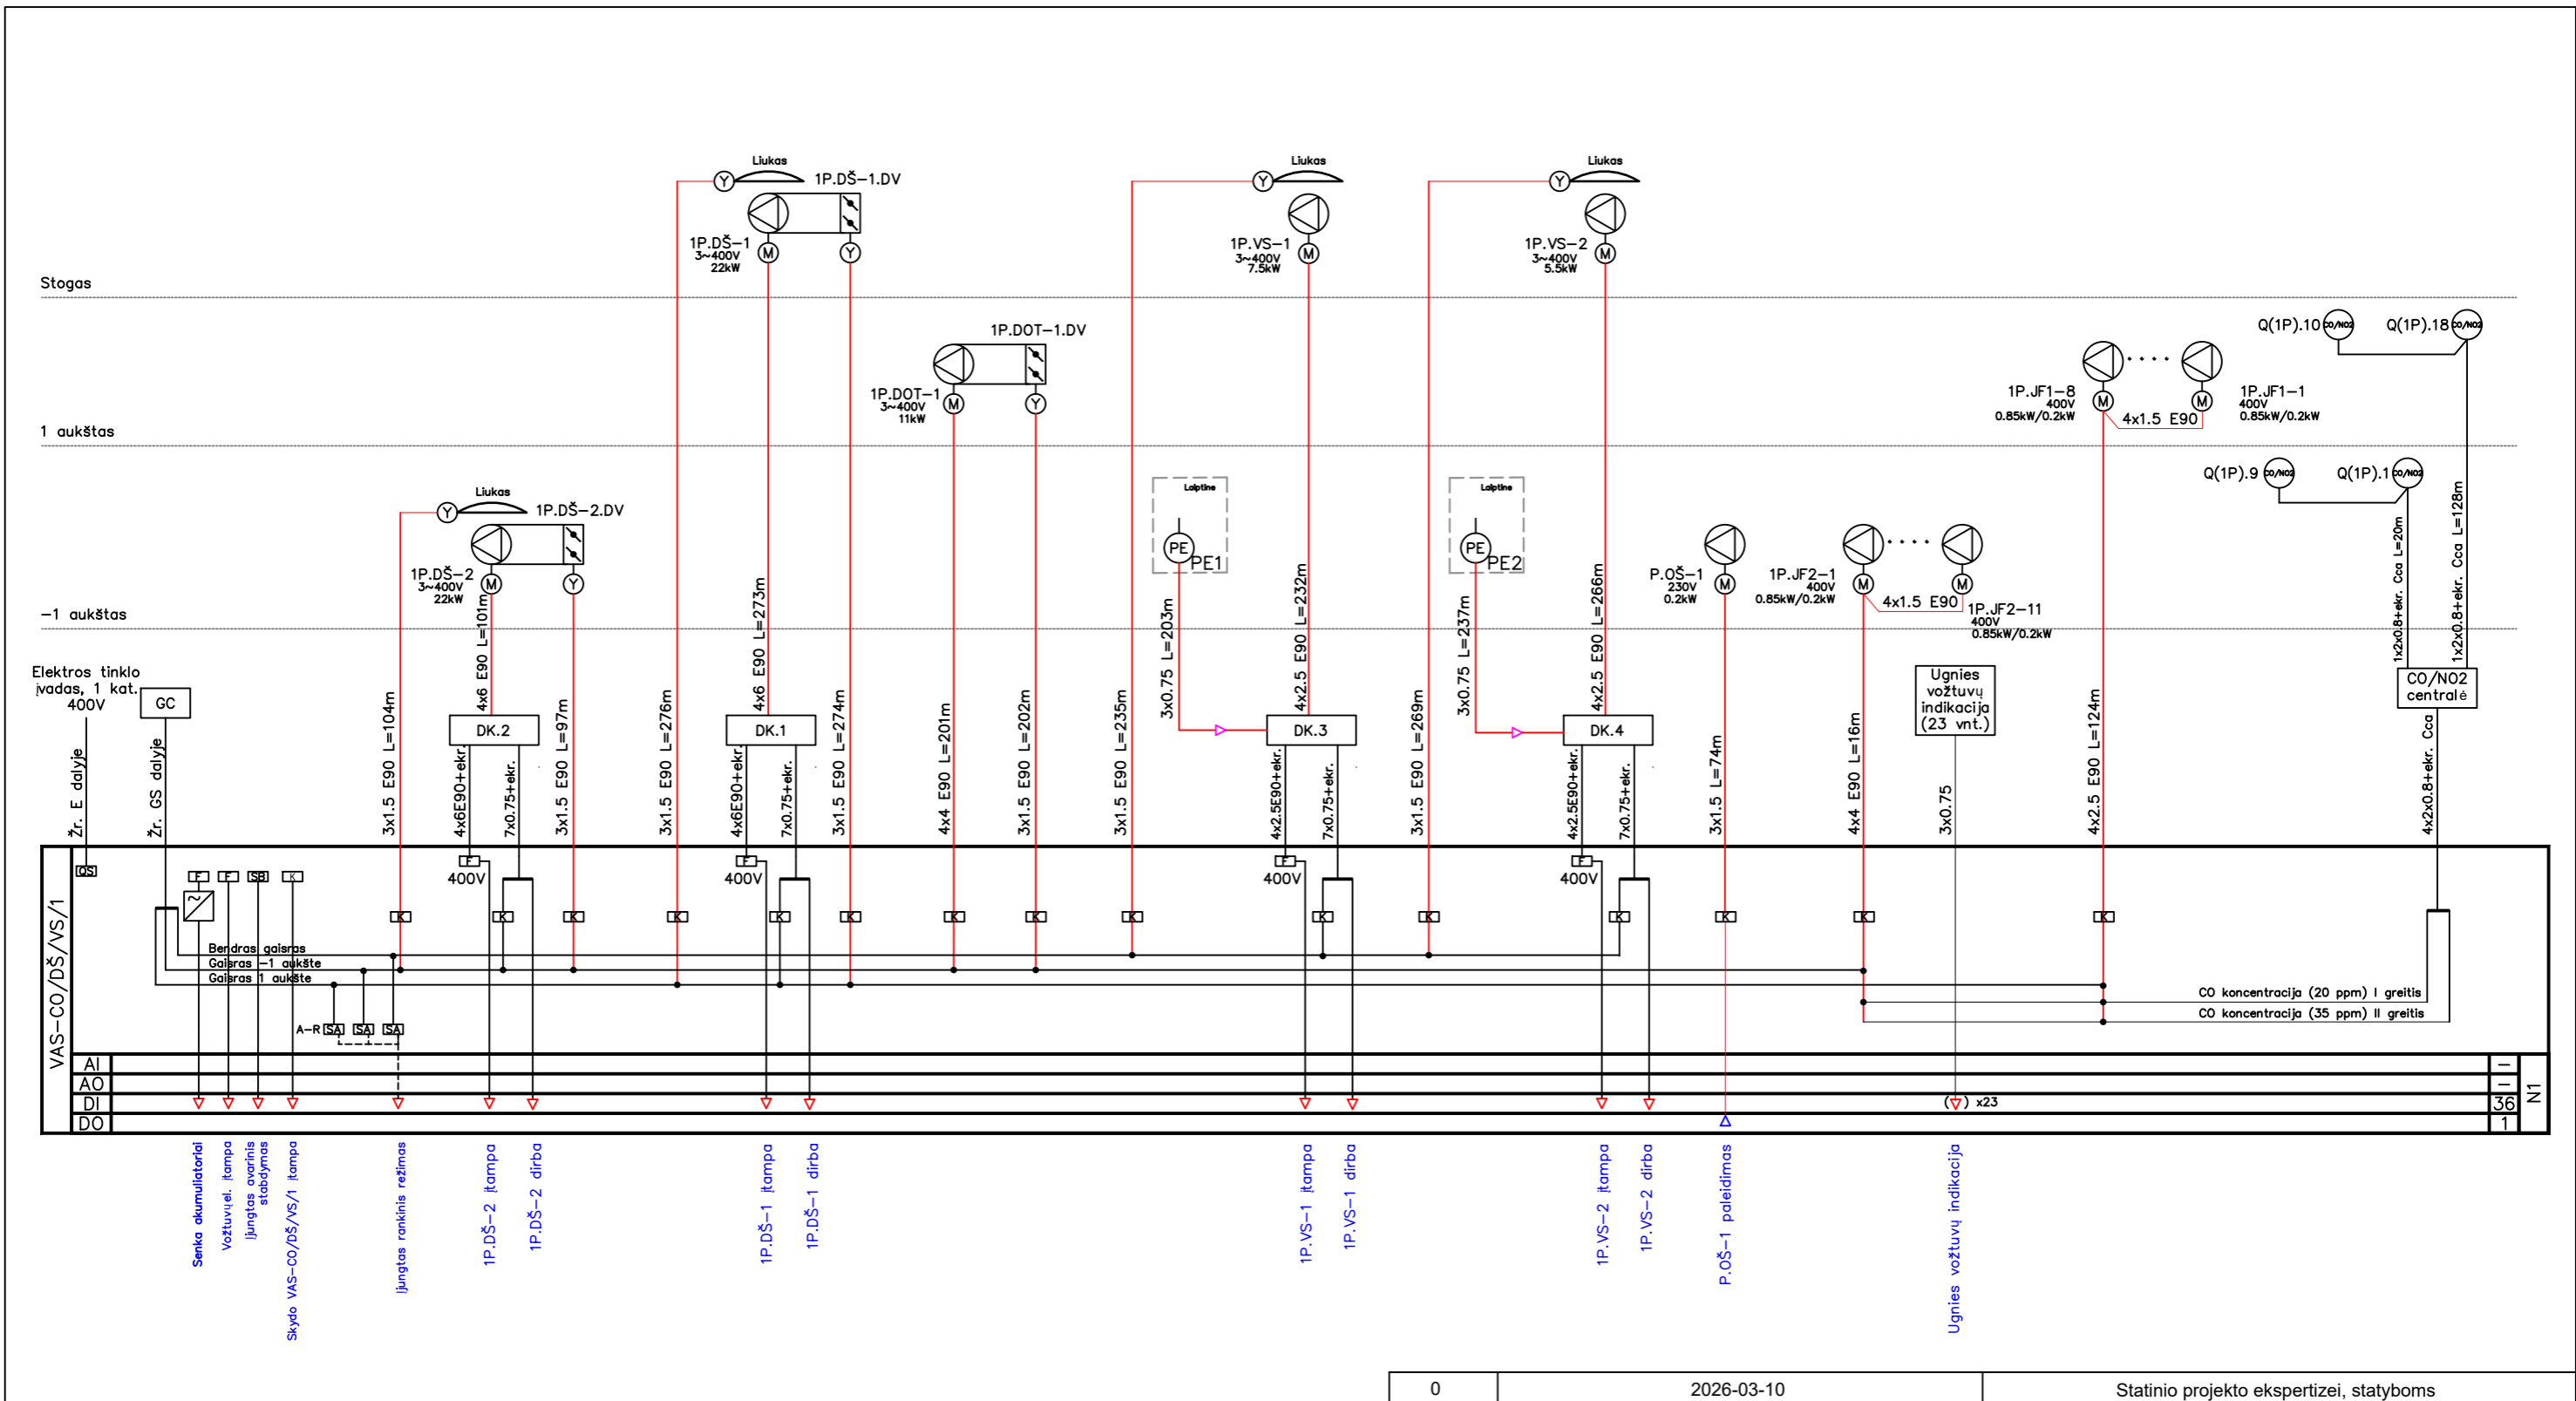 Liukas
1P.DŠ-1.DV
1P.DŠ-1
3~400V
22kW
Liukas
1P.VS-1
3~400V
7.5kW
Liukas
1P.VS-2
3~400V
5.5kW
Stogas
1P.DOT-1.DV
1P.DOT-1
3~400V
11kW
Q(1P).10
CO/NO2
Q(1P).18
CO/NO2
1P.JF1-8
400V
0.85kW/0.2kW
4x1.5 E90
1P.JF1-1
400V
0.85kW/0.2kW
1 aukštas
Liukas
1P.DŠ-2.DV
1P.DŠ-2
3~400V
22kW
Laiptine
PE
PE1
Laiptine
PE
PE2
P.OŠ-1
230V
0.2kW
1P.JF2-1
400V
0.85kW/0.2kW
4x1.5 E90
1P.JF2-11
400V
0.85kW/0.2kW
Q(1P).9
CO/NO2
Q(1P).1
CO/NO2
-1 aukštas
M
Y
Elektros tinklo
įvadas, 1 kat.
400V
GC
DK.2
DK.1
DK.3
DK.4
Ugnies
vožtuvų
indikacija
(23 vnt.)
CO/NO2
centralė
Žr. E dalyje
Žr. GS dalyje
3x1.5 E90 L=104m
4x6 E90 L=101m
4x6E90+ekr.
7x0.75+ekr.
3x1.5 E90 L=97m
3x1.5 E90 L=276m
4x6 E90 L=273m
4x6E90+ekr.
7x0.75+ekr.
3x1.5 E90 L=274m
4x4 E90 L=201m
3x1.5 E90 L=202m
3x1.5 E90 L=235m
3x0.75 L=203m
4x2.5 E90 L=232m
4x2.5E90+ekr.
7x0.75+ekr.
3x1.5 E90 L=269m
3x0.75 L=237m
4x2.5 E90 L=266m
4x2.5E90+ekr.
7x0.75+ekr.
3x1.5 L=74m
4x4 E90 L=16m
3x0.75
4x2.5 E90 L=124m
1x2x0.8+ekr. Cca L=20m
1x2x0.8+ekr. Cca L=128m
4x2x0.8+ekr. Cca
VAS-CO/DŠ/VS/1
QS
F
F
SB
K
F
400V
F
400V
F
400V
F
400V
K
Bendras gaisras
Gaisras -1 aukšte
Gaisras 1 aukšte
A-R
SA
SA
SA
CO koncentracija (20 ppm) I greitis
CO koncentracija (35 ppm) II greitis
AI
-
AO
-
DI
( ) x23
36
DO
1
N1
Senka akumuliatoriai
Vožtuvų el. įtampa
Įjungtas avarinis
stabdymas
Skydo VAS-CO/DŠ/VS/1 įtampa
Įjungtas rankinis režimas
1P.DŠ-2 įtampa
1P.DŠ-2 dirba
1P.DŠ-1 įtampa
1P.DŠ-1 dirba
1P.VS-1 įtampa
1P.VS-1 dirba
1P.VS-2 įtampa
1P.VS-2 dirba
P.OŠ-1 paleidimas
Ugnies vožtuvų indikacija
0
2026-03-10
Statinio projekto ekspertizei, statyboms